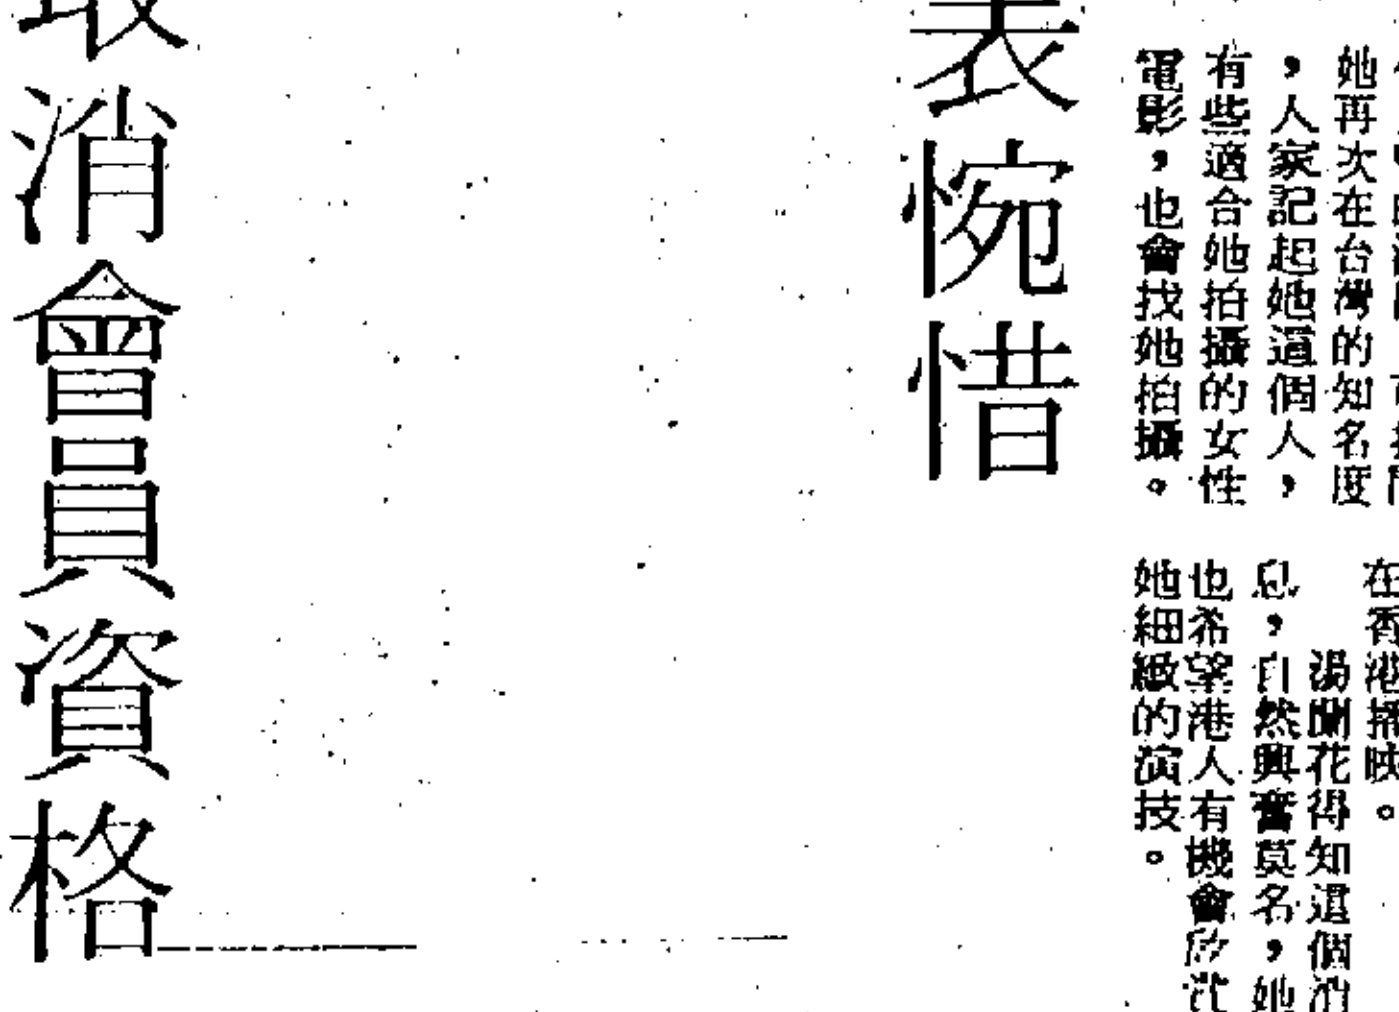 她再次在台灣的知名度
，人家記起她這個人，
有些適合她拍攝的女性
電影，也會找她拍攝。
在香港播映。
湯蘭花得知這個消
息，自然興奮莫名，她
也希望港人有機會欣賞
她細緻的演技。
表惋惜
取消會員資格